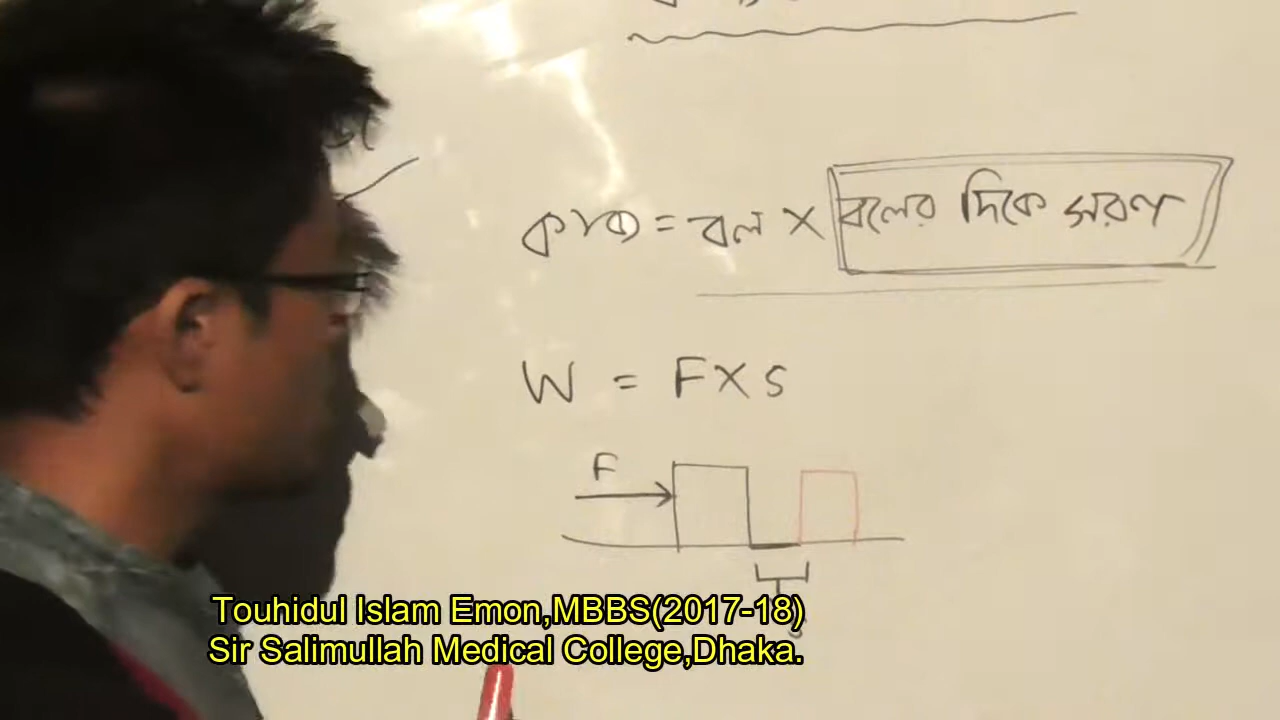 কাজ = বল × বলের দিকে সরণ
W = F × s
F
Touhidul Islam Emon,MBBS(2017-18)
Sir Salimullah Medical College,Dhaka.